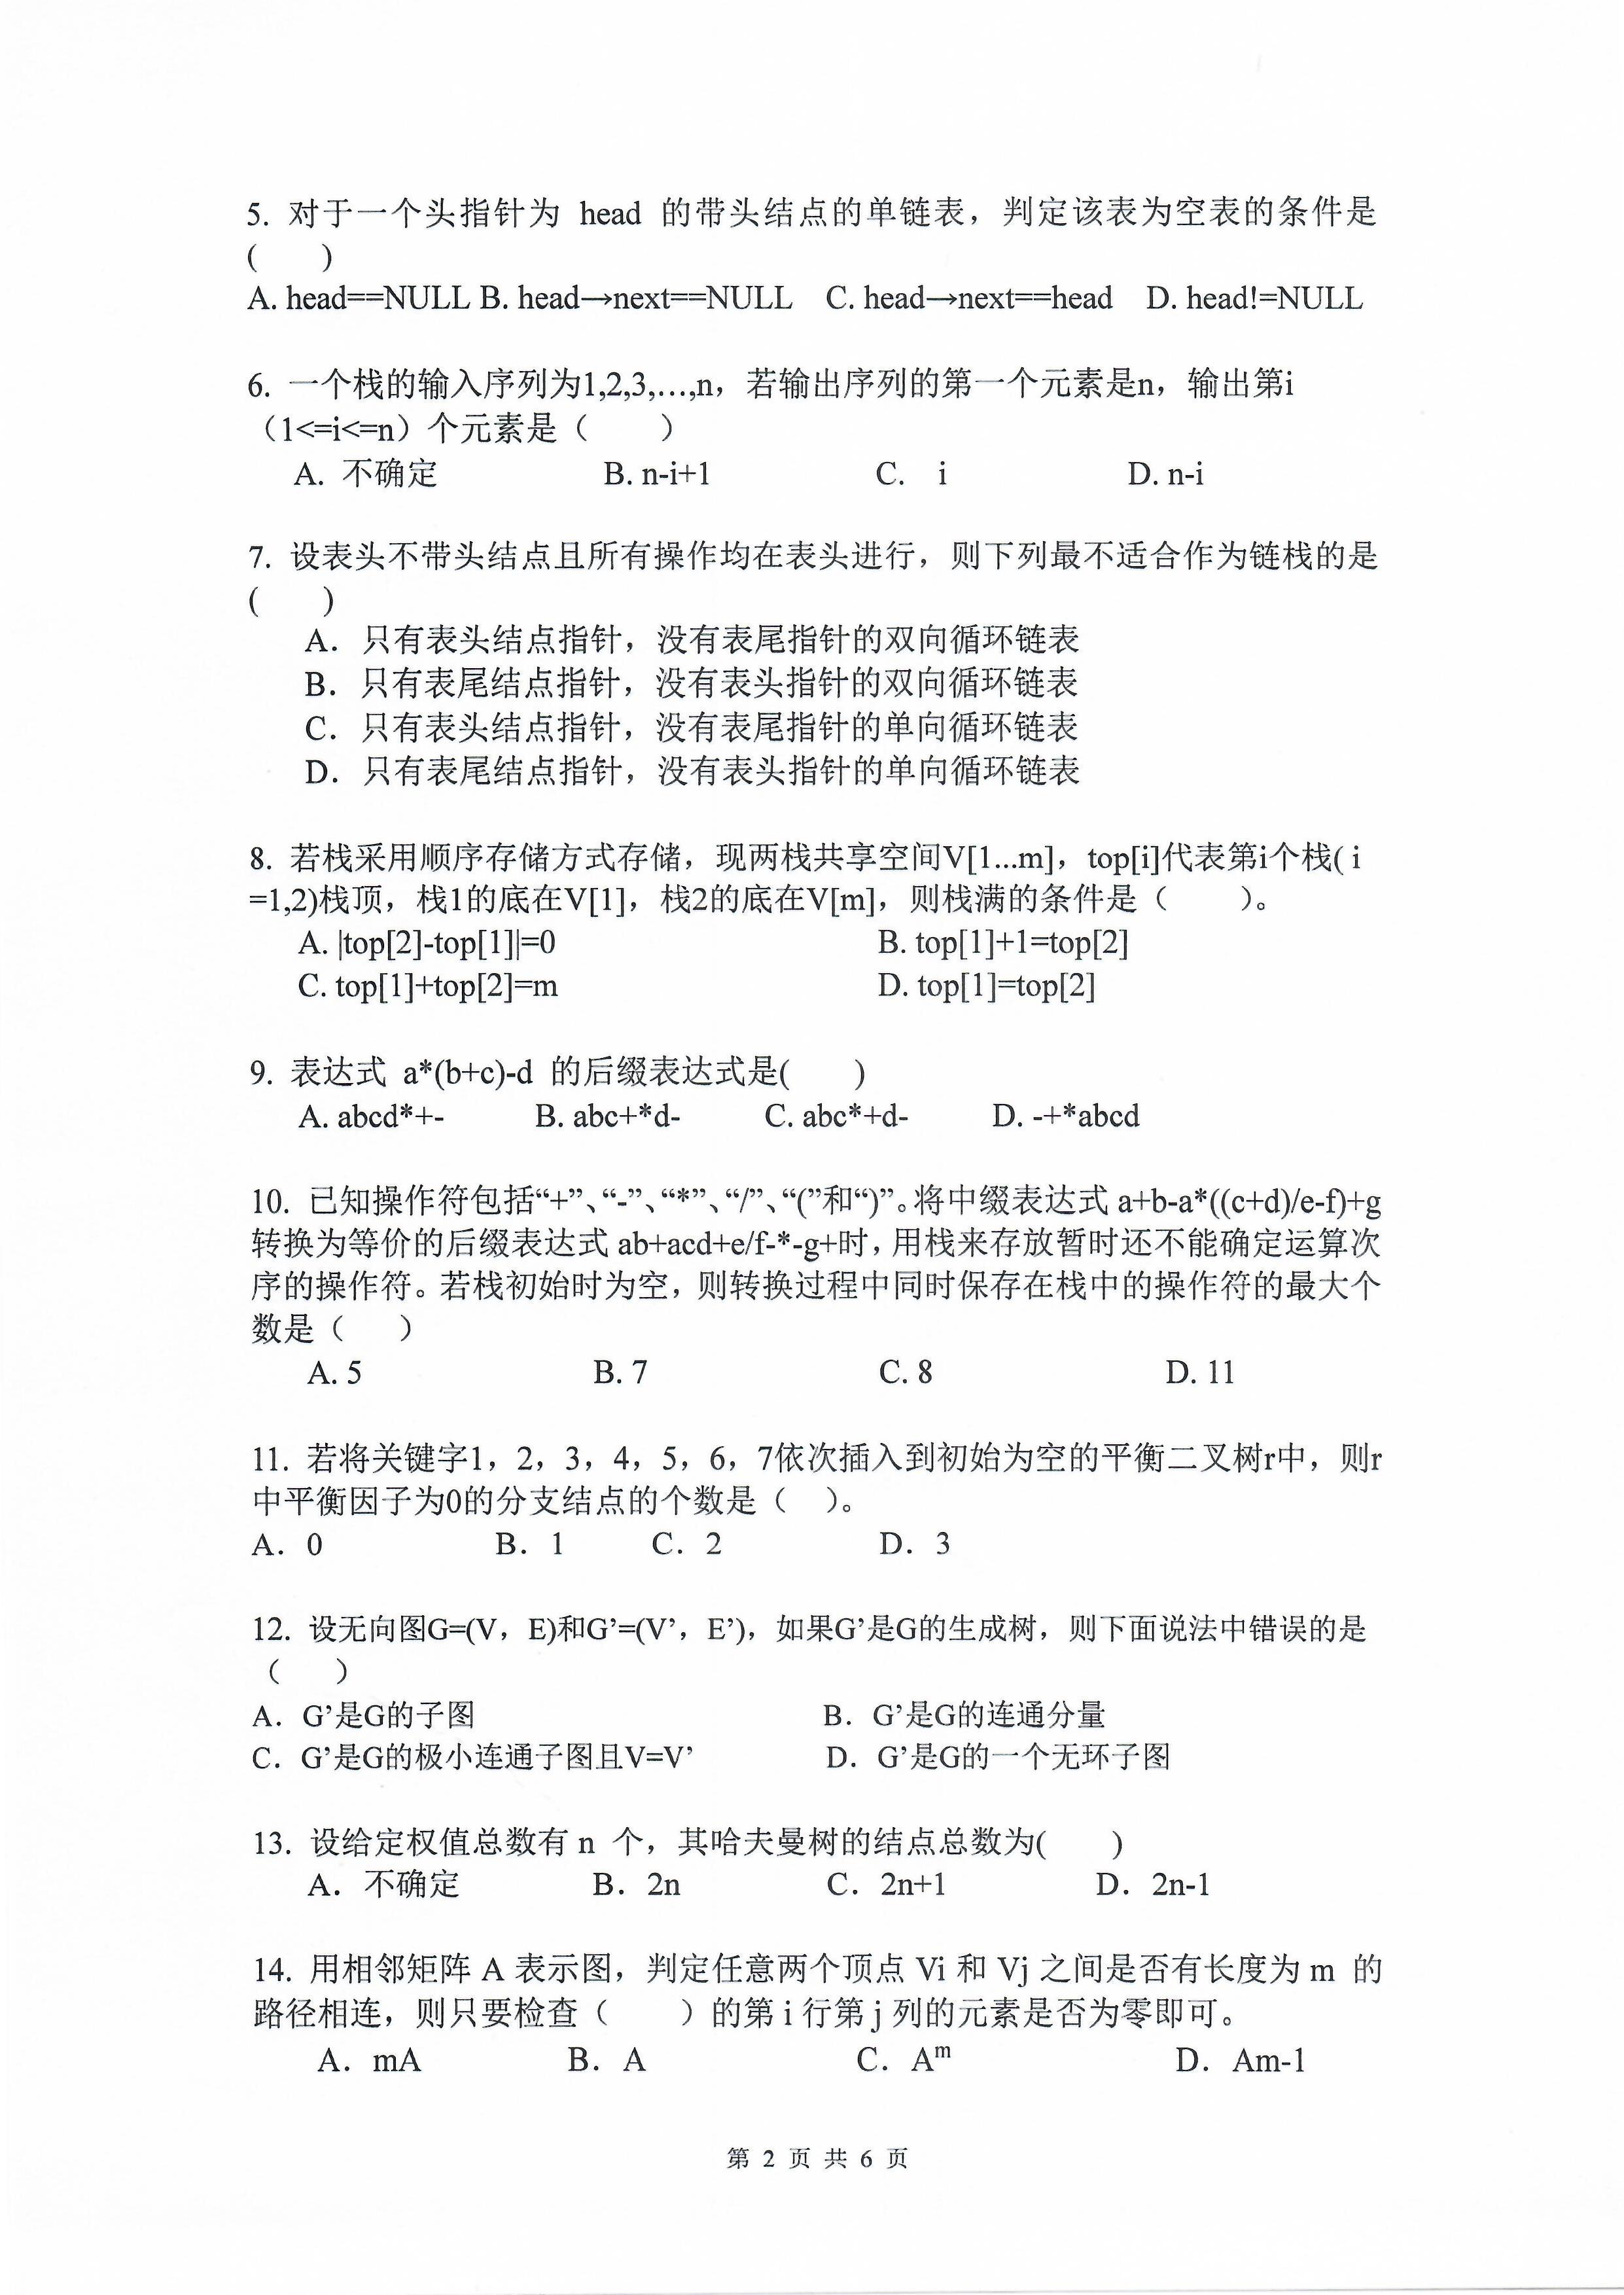 5. 对于一个头指针为 head 的带头结点的单链表，判定该表为空表的条件是
(    )
A. head==NULL B. head→next==NULL C. head→next==head D. head!=NULL
6. 一个栈的输入序列为1,2,3,…,n，若输出序列的第一个元素是n，输出第i
（1<=i<=n）个元素是（    ）
A. 不确定 B. n-i+1 C. i D. n-i
7. 设表头不带头结点且所有操作均在表头进行，则下列最不适合作为链栈的是
(    )
A. 只有表头结点指针，没有表尾指针的双向循环链表
B. 只有表尾结点指针，没有表头指针的双向循环链表
C. 只有表头结点指针，没有表尾指针的单向循环链表
D. 只有表尾结点指针，没有表头指针的单向循环链表
8. 若栈采用顺序存储方式存储，现两栈共享空间V[1...m]，top[i]代表第i个栈( i
=1,2)栈顶，栈1的底在V[1]，栈2的底在V[m]，则栈满的条件是（    ）。
A. |top[2]-top[1]|=0 B. top[1]+1=top[2]
C. top[1]+top[2]=m D. top[1]=top[2]
9. 表达式 a*(b+c)-d 的后缀表达式是(    )
A. abcd*+- B. abc+*d- C. abc*+d- D. -+*abcd
10. 已知操作符包括“+”、“-”、“*”、“/”、“(”和“)”。将中缀表达式 a+b-a*((c+d)/e-f)+g
转换为等价的后缀表达式 ab+acd+e/f-*-g+时，用栈来存放暂时还不能确定运算次
序的操作符。若栈初始时为空，则转换过程中同时保存在栈中的操作符的最大个
数是（    ）
A. 5 B. 7 C. 8 D. 11
11. 若将关键字1，2，3，4，5，6，7依次插入到初始为空的平衡二叉树r中，则r
中平衡因子为0的分支结点的个数是（    ）。
A. 0 B. 1 C. 2 D. 3
12. 设无向图G=(V，E)和G’=(V’，E’)，如果G’是G的生成树，则下面说法中错误的是
（    ）
A. G’是G的子图 B. G’是G的连通分量
C. G’是G的极小连通子图且V=V’ D. G’是G的一个无环子图
13. 设给定权值总数有 n 个，其哈夫曼树的结点总数为(    )
A. 不确定 B. 2n C. 2n+1 D. 2n-1
14. 用相邻矩阵 A 表示图，判定任意两个顶点 Vi 和 Vj 之间是否有长度为 m 的
路径相连，则只要检查（    ）的第 i 行第 j 列的元素是否为零即可。
A. mA B. A C. Aᵐ D. Am-1
第 2 页 共 6 页